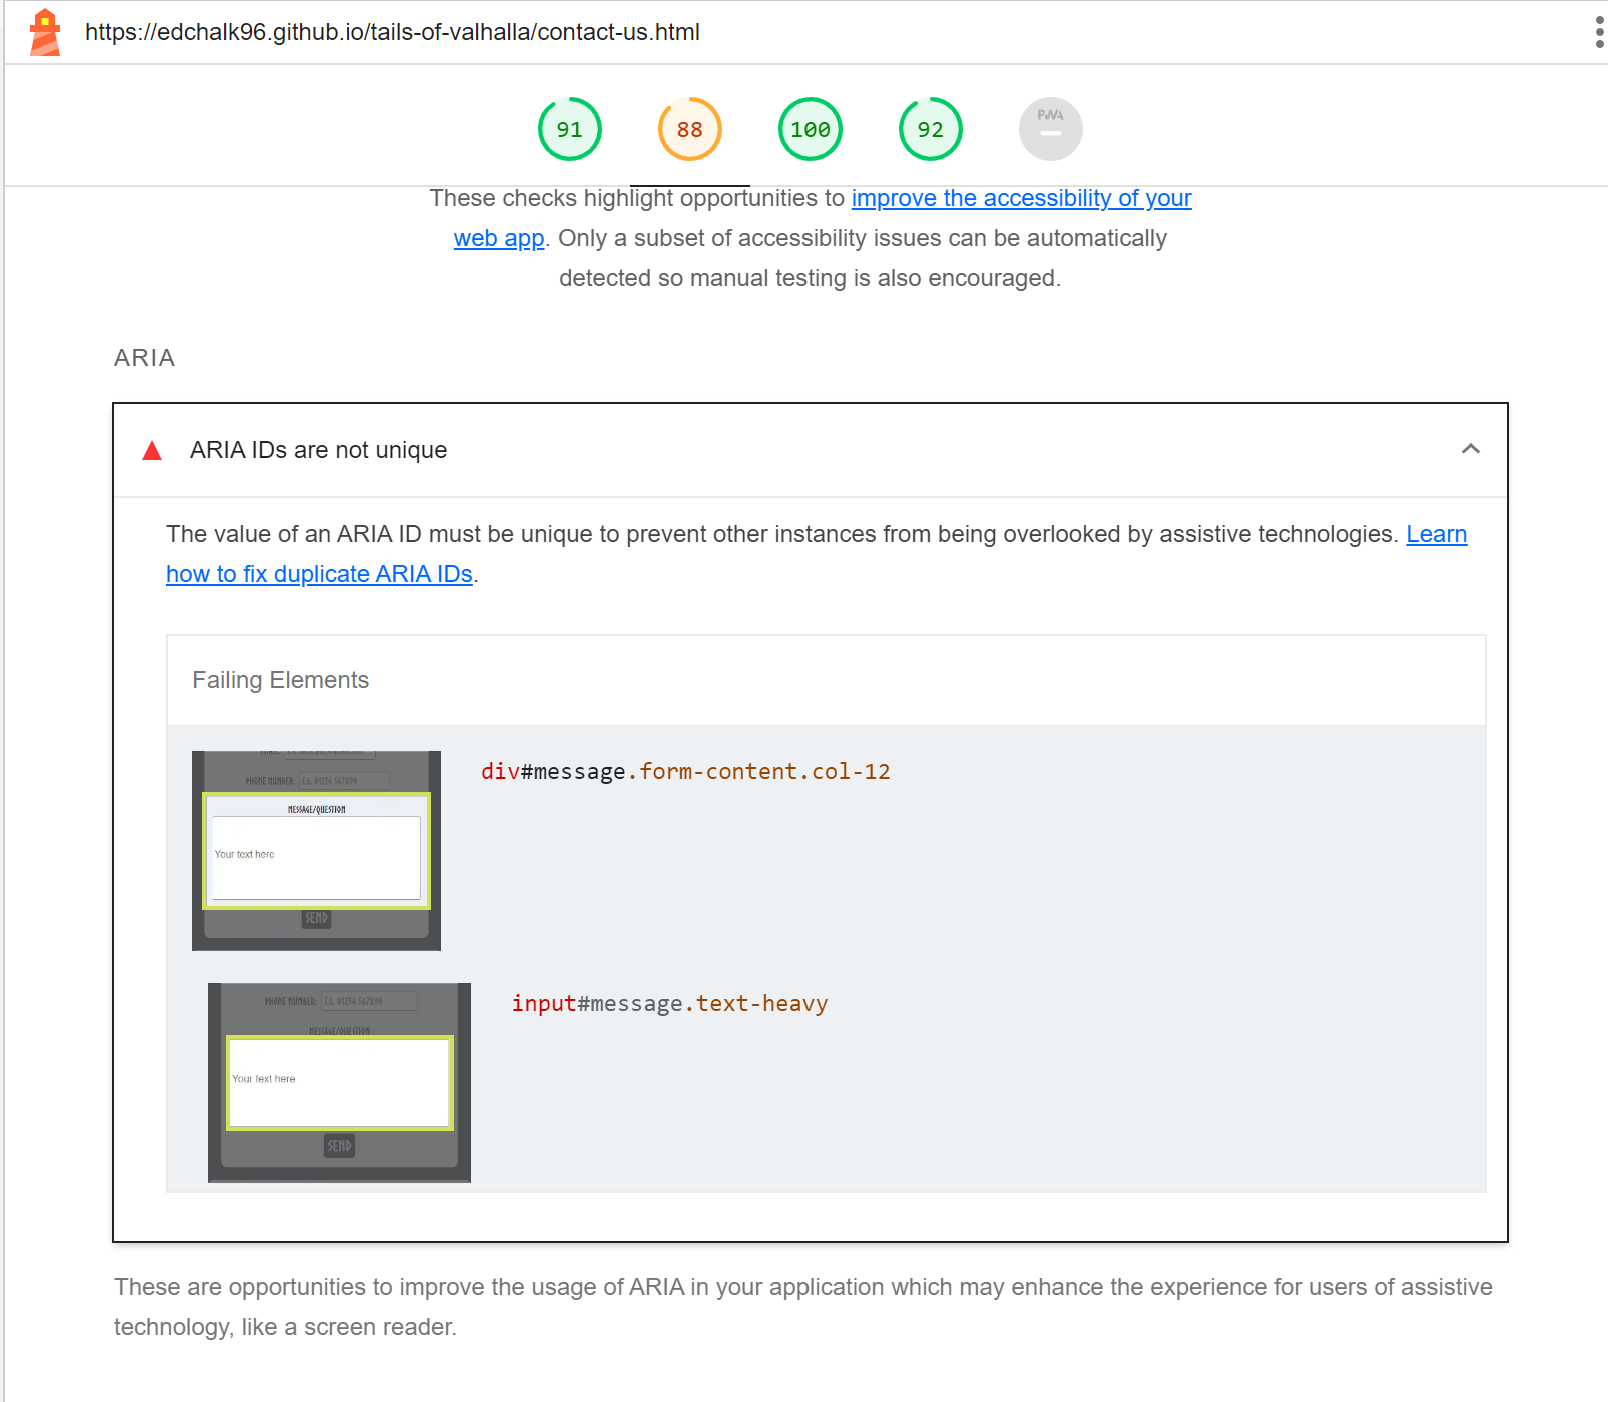 https://edchalk96.github.io/tails-of-valhalla/contact-us.html
91
88
100
92
PWA
These checks highlight opportunities to improve the accessibility of your
web app. Only a subset of accessibility issues can be automatically
detected so manual testing is also encouraged.
ARIA
ARIA IDs are not unique
The value of an ARIA ID must be unique to prevent other instances from being overlooked by assistive technologies. Learn
how to fix duplicate ARIA IDs.
Failing Elements
div#message.form-content.col-12
PHONE NUMBER: E.G. 01234 567890
MESSAGE/QUESTION
Your text here
SEND
input#message.text-heavy
PHONE NUMBER: E.G. 01234 567890
MESSAGE/QUESTION
Your text here
SEND
These are opportunities to improve the usage of ARIA in your application which may enhance the experience for users of assistive
technology, like a screen reader.